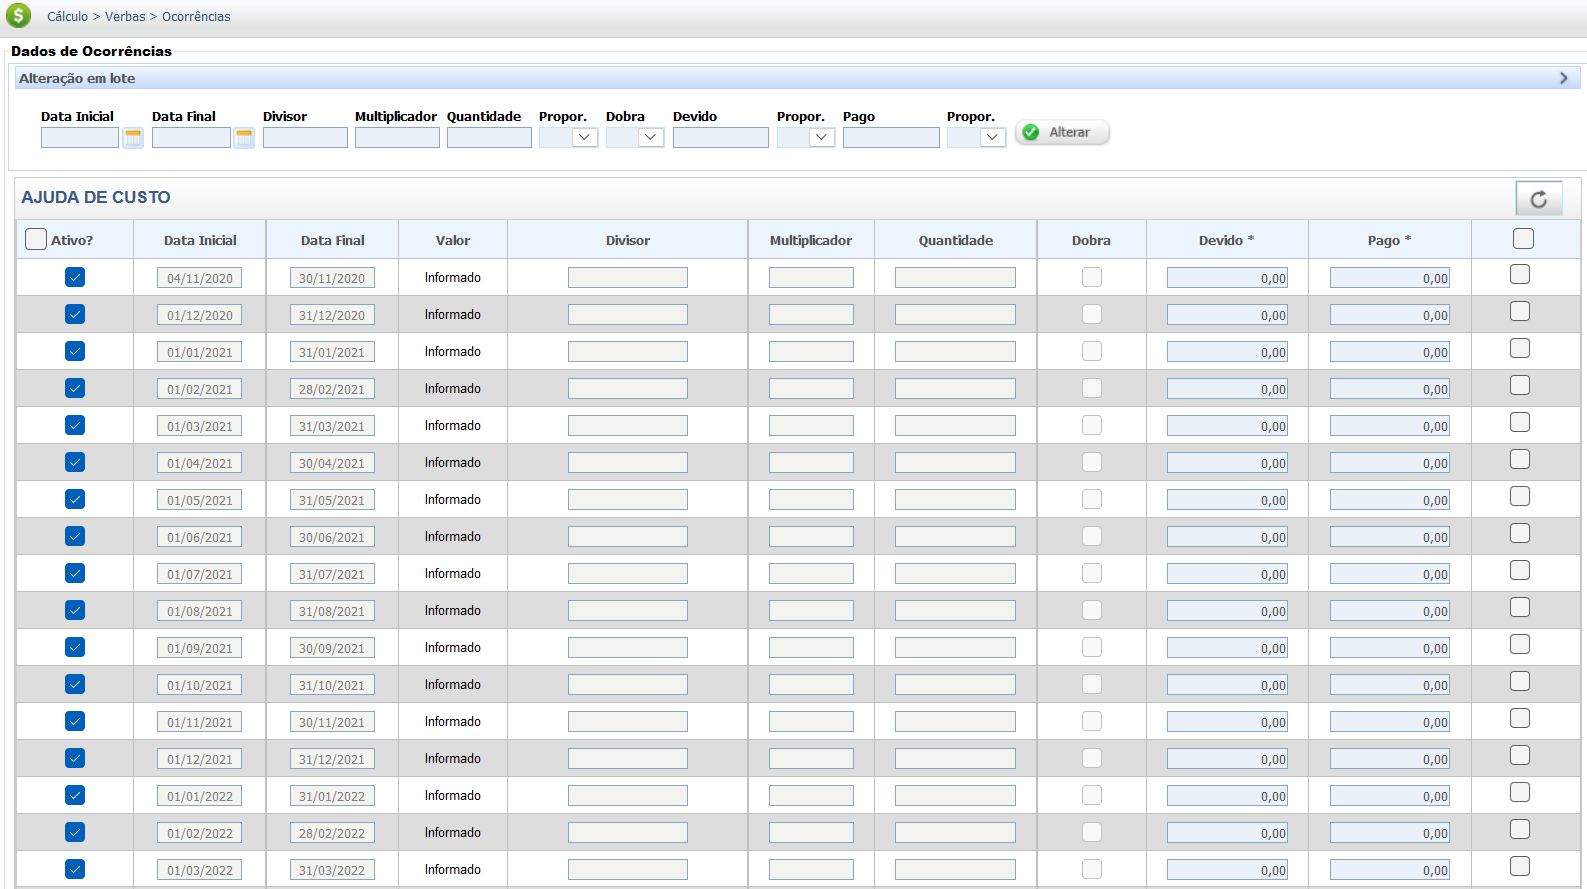 Cálculo > Verbas > Ocorrências
Dados de Ocorrências
Alteração em lote
Data Inicial Data Final Divisor Multiplicador Quantidade Propor. Dobra Devido Propor. Pago Propor. Alterar
AJUDA DE CUSTO
Ativo? Data Inicial Data Final Valor Divisor Multiplicador Quantidade Dobra Devido * Pago *
04/11/2020 30/11/2020 Informado 0,00 0,00
01/12/2020 31/12/2020 Informado 0,00 0,00
01/01/2021 31/01/2021 Informado 0,00 0,00
01/02/2021 28/02/2021 Informado 0,00 0,00
01/03/2021 31/03/2021 Informado 0,00 0,00
01/04/2021 30/04/2021 Informado 0,00 0,00
01/05/2021 31/05/2021 Informado 0,00 0,00
01/06/2021 30/06/2021 Informado 0,00 0,00
01/07/2021 31/07/2021 Informado 0,00 0,00
01/08/2021 31/08/2021 Informado 0,00 0,00
01/09/2021 30/09/2021 Informado 0,00 0,00
01/10/2021 31/10/2021 Informado 0,00 0,00
01/11/2021 30/11/2021 Informado 0,00 0,00
01/12/2021 31/12/2021 Informado 0,00 0,00
01/01/2022 31/01/2022 Informado 0,00 0,00
01/02/2022 28/02/2022 Informado 0,00 0,00
01/03/2022 31/03/2022 Informado 0,00 0,00